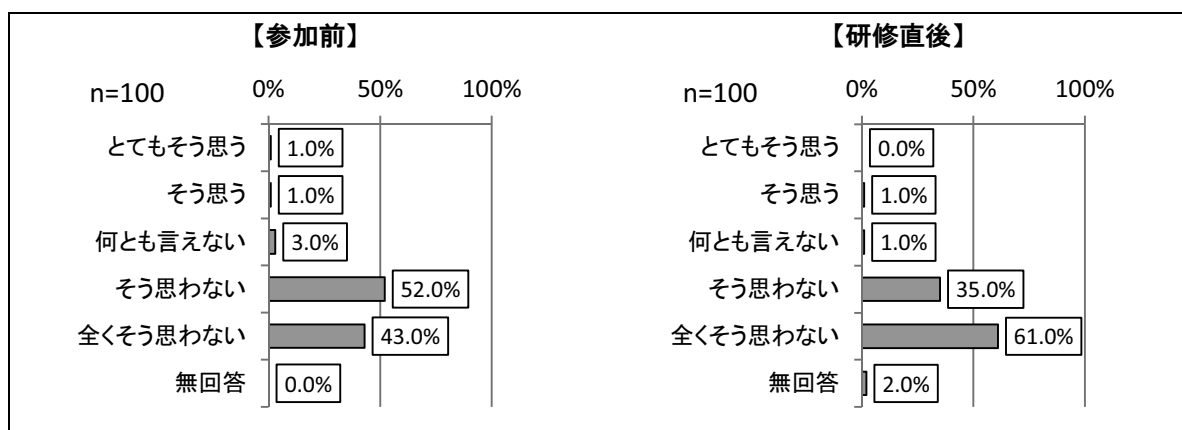 【参加前】
n=100
0% 50% 100%
とてもそう思う 1.0%
そう思う 1.0%
何とも言えない 3.0%
そう思わない 52.0%
全くそう思わない 43.0%
無回答 0.0%
【研修直後】
n=100
0% 50% 100%
とてもそう思う 0.0%
そう思う 1.0%
何とも言えない 1.0%
そう思わない 35.0%
全くそう思わない 61.0%
無回答 2.0%